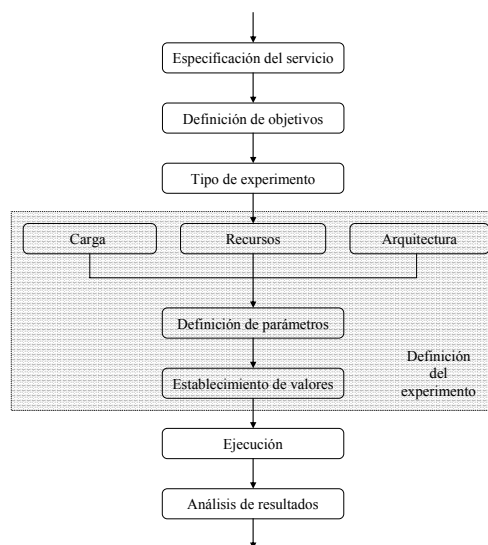 Especificación del servicio
Definición de objetivos
Tipo de experimento
Carga
Recursos
Arquitectura
Definición de parámetros
Establecimiento de valores
Definición
del
experimento
Ejecución
Análisis de resultados